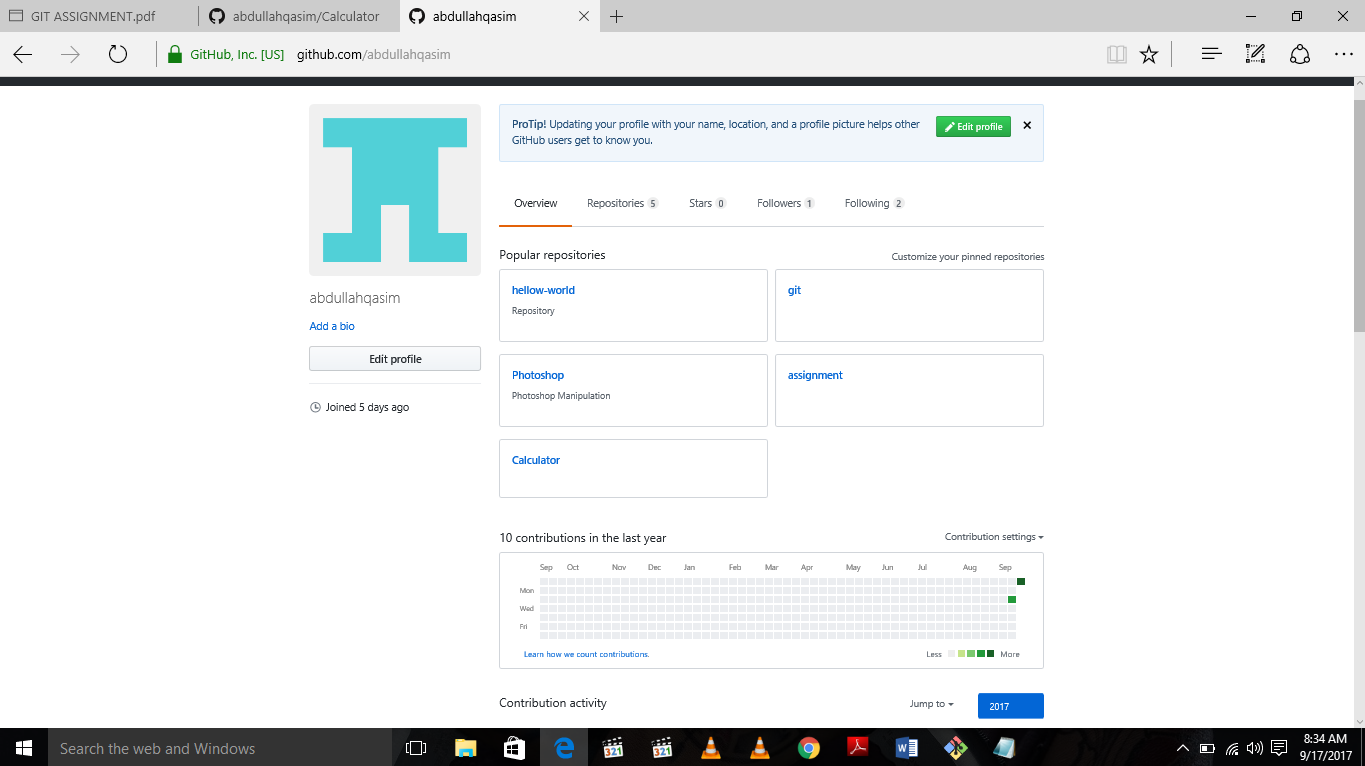 GIT ASSIGNMENT.pdf
abdullahqasim/Calculator
abdullahqasim
GitHub, Inc. [US] github.com/abdullahqasim
ProTip! Updating your profile with your name, location, and a profile picture helps other
GitHub users get to know you.
Edit profile
Overview
Repositories 5
Stars 0
Followers 1
Following 2
Popular repositories
Customize your pinned repositories
hellow-world
Repository
git
Photoshop
Photoshop Manipulation
assignment
Calculator
abdullahqasim
Add a bio
Edit profile
Joined 5 days ago
10 contributions in the last year
Contribution settings
Sep Oct Nov Dec Jan Feb Mar Apr May Jun Jul Aug Sep
Mon
Wed
Fri
Learn how we count contributions.
Less
More
Contribution activity
Jump to
2017
Search the web and Windows
321
321
8:34 AM
9/17/2017